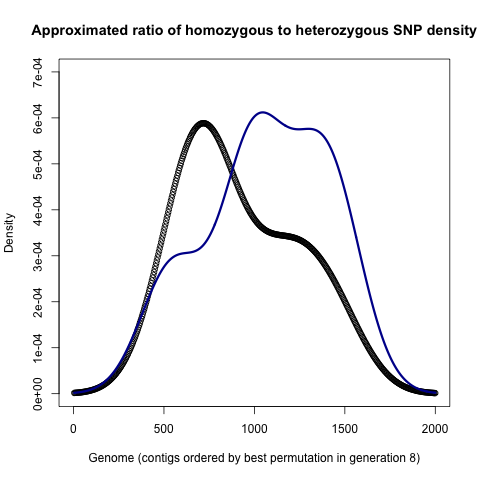 Approximated ratio of homozygous to heterozygous SNP density
7e-04
6e-04
5e-04
4e-04
3e-04
2e-04
1e-04
0e+00
Density
0 500 1000 1500 2000
Genome (contigs ordered by best permutation in generation 8)